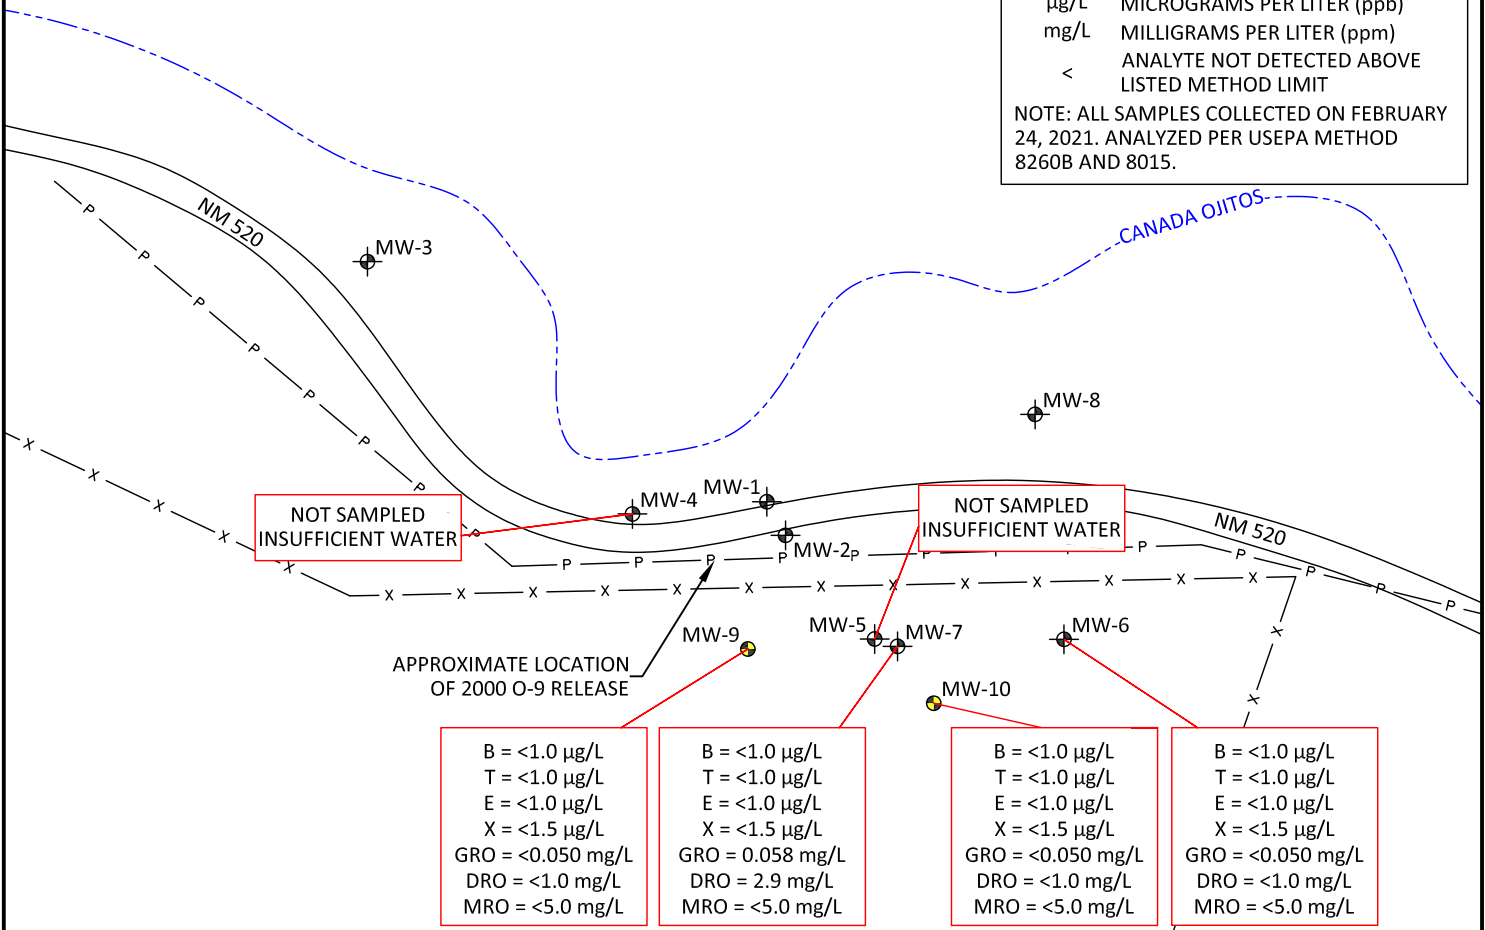 µg/L MICROGRAMS PER LITER (ppb)
mg/L MILLIGRAMS PER LITER (ppm)
< ANALYTE NOT DETECTED ABOVE
LISTED METHOD LIMIT
NOTE: ALL SAMPLES COLLECTED ON FEBRUARY
24, 2021. ANALYZED PER USEPA METHOD
8260B AND 8015.
CANADA OJITOS
NM 520
MW-3
MW-8
MW-1
MW-4
MW-2
NOT SAMPLED
INSUFFICIENT WATER
NOT SAMPLED
INSUFFICIENT WATER
NM 520
P P P P P P P P
P P P P P P P P P P P
X X X X X
X X X X X X X X X X X X X
X X
MW-5
MW-7
MW-6
MW-9
MW-10
APPROXIMATE LOCATION
OF 2000 O-9 RELEASE
B = <1.0 µg/L
T = <1.0 µg/L
E = <1.0 µg/L
X = <1.5 µg/L
GRO = <0.050 mg/L
DRO = <1.0 mg/L
MRO = <5.0 mg/L
B = <1.0 µg/L
T = <1.0 µg/L
E = <1.0 µg/L
X = <1.5 µg/L
GRO = 0.058 mg/L
DRO = 2.9 mg/L
MRO = <5.0 mg/L
B = <1.0 µg/L
T = <1.0 µg/L
E = <1.0 µg/L
X = <1.5 µg/L
GRO = <0.050 mg/L
DRO = <1.0 mg/L
MRO = <5.0 mg/L
B = <1.0 µg/L
T = <1.0 µg/L
E = <1.0 µg/L
X = <1.5 µg/L
GRO = <0.050 mg/L
DRO = <1.0 mg/L
MRO = <5.0 mg/L